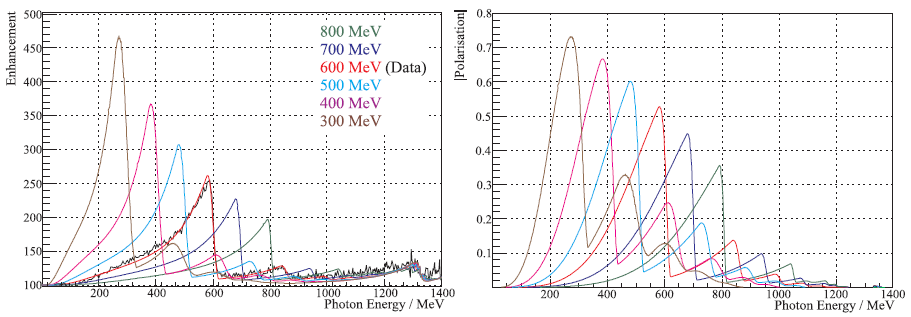 Enhancement
500
450
400
350
300
250
200
150
100
800 MeV
700 MeV
600 MeV (Data)
500 MeV
400 MeV
300 MeV
200 400 600 800 1000 1200 1400
Photon Energy / MeV
|Polarisation|
0.8
0.7
0.6
0.5
0.4
0.3
0.2
0.1
200 400 600 800 1000 1200 1400
Photon Energy / MeV